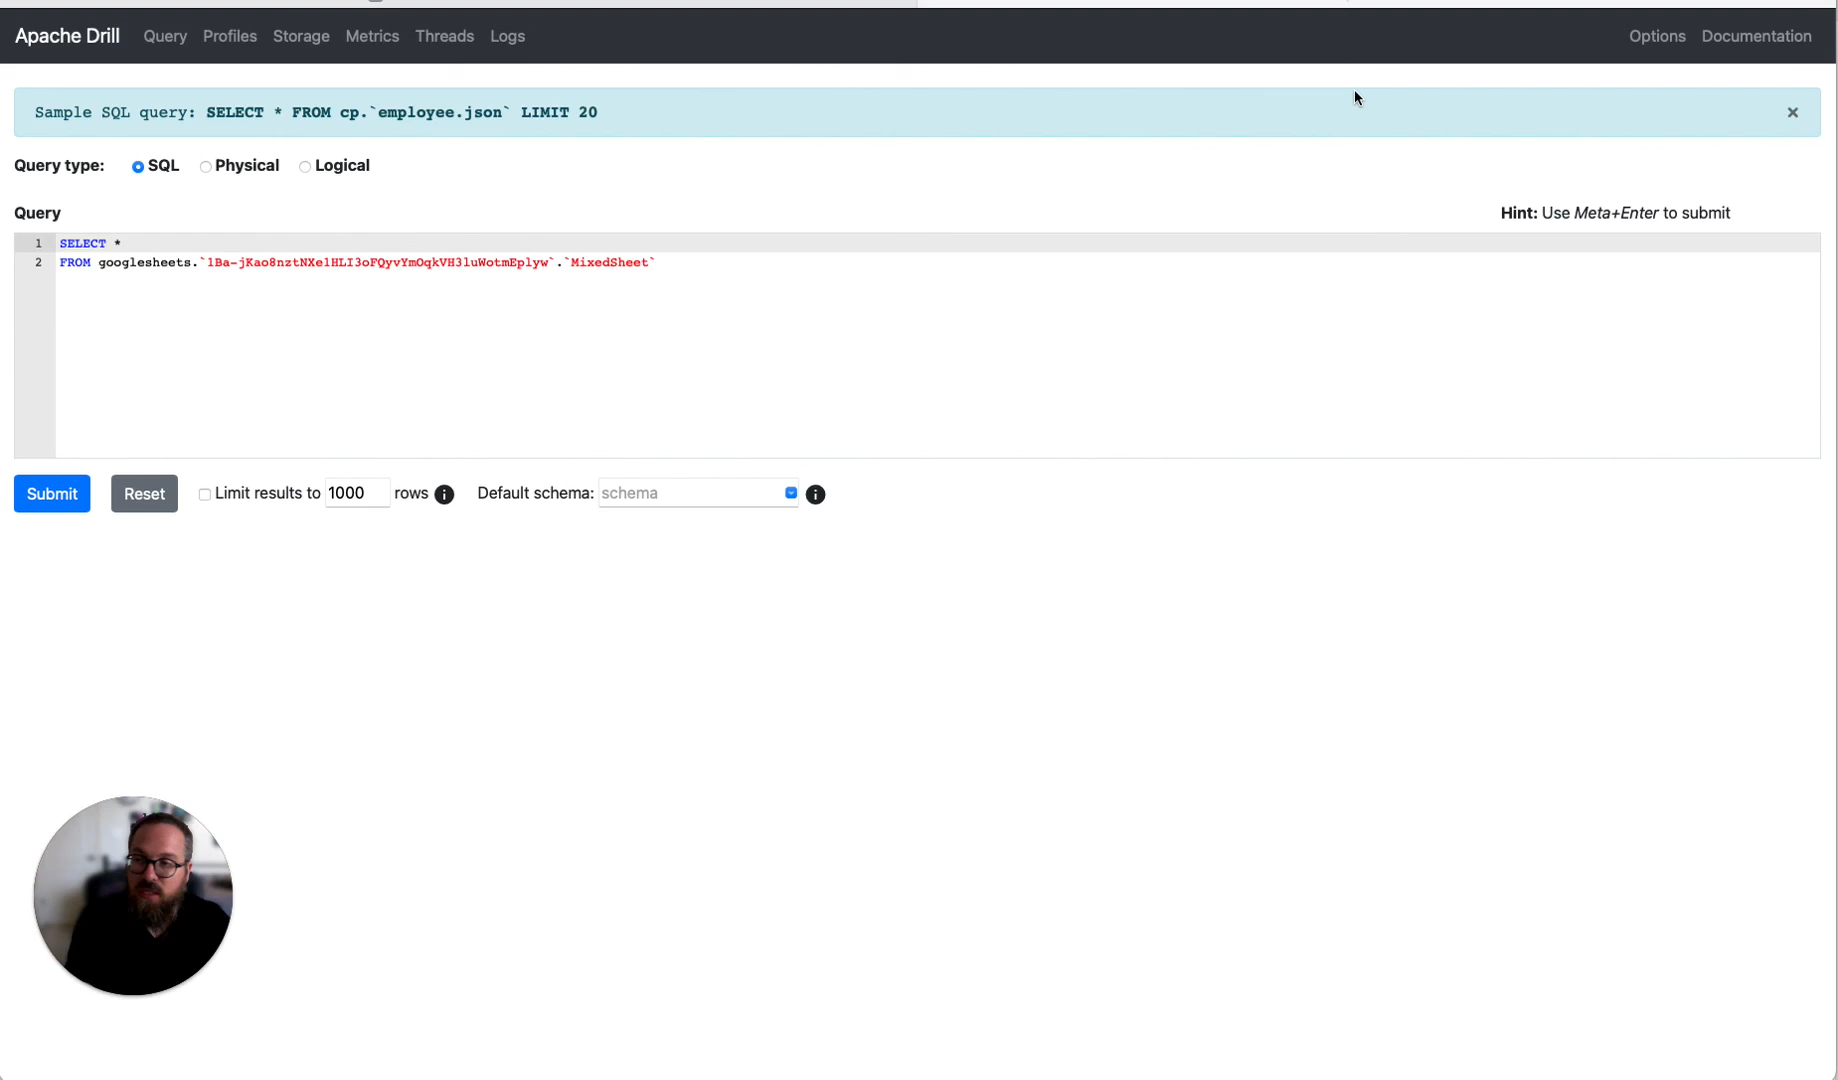 Apache Drill Query Profiles Storage Metrics Threads Logs Options Documentation
Sample SQL query: SELECT * FROM cp.`employee.json` LIMIT 20 ×
Query type: SQL Physical Logical
Query Hint: Use Meta+Enter to submit
1 SELECT *
2 FROM googlesheets.`1Ba-jKao8nztNXe1HLI3oFQyvYmOqkVH3luWotmEplyw`.`MixedSheet`
Submit Reset Limit results to 1000 rows i Default schema: schema i